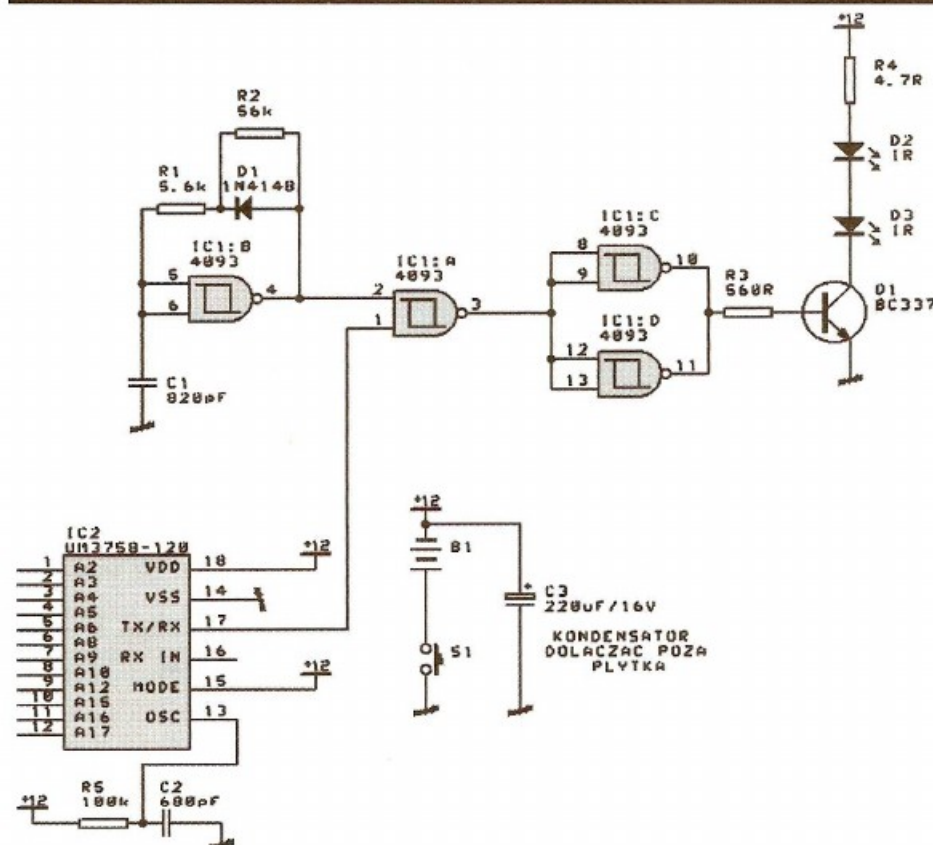 +12
R4
4.7R
D2
IR
D3
IR
D1
BC337
R2
56k
R1
5.6k
D1
1N4148
IC1:B
4093
5
6
4
C1
820pF
IC1:A
4093
2
1
3
IC1:C
4093
8
9
10
IC1:D
4093
12
13
11
R3
560R
IC2
UM3758-120
1 A2 VDD 18 +12
2 A3
3 A4 VSS 14
4 A5
5 A6 TX/RX 17
6 A8
7 A9 RX IN 16
8 A10
9 A12 MODE 15 +12
10 A15
11 A16 OSC 13
12 A17
+12
R5
100k
C2
680pF
+12
B1
S1
+
C3
220uF/16V
KONDENSATOR
DOLACZAC POZA
PLYTKA